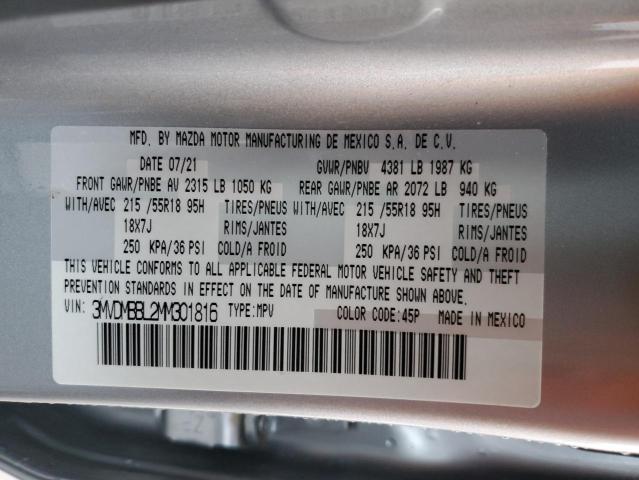 MFD. BY MAZDA MOTOR MANUFACTURING DE MEXICO S.A. DE C.V.
DATE 07/21 GVWR/PNBV 4381 LB 1987 KG
FRONT GAWR/PNBE AV 2315 LB 1050 KG REAR GAWR/PNBE AR 2072 LB 940 KG
WITH/AVEC 215 /55R18 95H TIRES/PNEUS WITH/AVEC 215 /55R18 95H TIRES/PNEUS
18X7J RIMS/JANTES 18X7J RIMS/JANTES
250 KPA/36 PSI COLD/A FROID 250 KPA/36 PSI COLD/A FROID
THIS VEHICLE CONFORMS TO ALL APPLICABLE FEDERAL MOTOR VEHICLE SAFETY AND THEFT
PREVENTION STANDARDS IN EFFECT ON THE DATE OF MANUFACTURE SHOWN ABOVE.
VIN: 3MVDMBBL2MM301816 TYPE:MPV COLOR CODE:45P MADE IN MEXICO